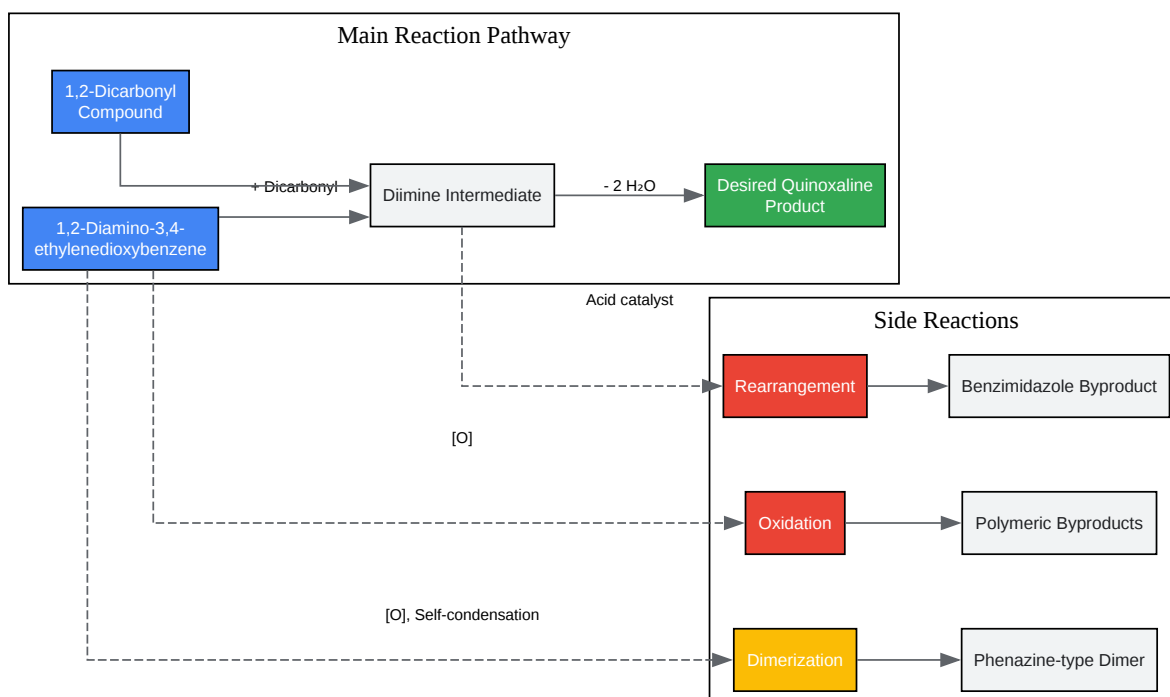 Main Reaction Pathway
1,2-Dicarbonyl
Compound
+ Dicarbonyl
Diimine Intermediate
- 2 H₂O
Desired Quinoxaline
Product
1,2-Diamino-3,4-
ethylenedioxybenzene
Acid catalyst
Side Reactions
Rearrangement
Benzimidazole Byproduct
[O]
Oxidation
Polymeric Byproducts
[O], Self-condensation
Dimerization
Phenazine-type Dimer